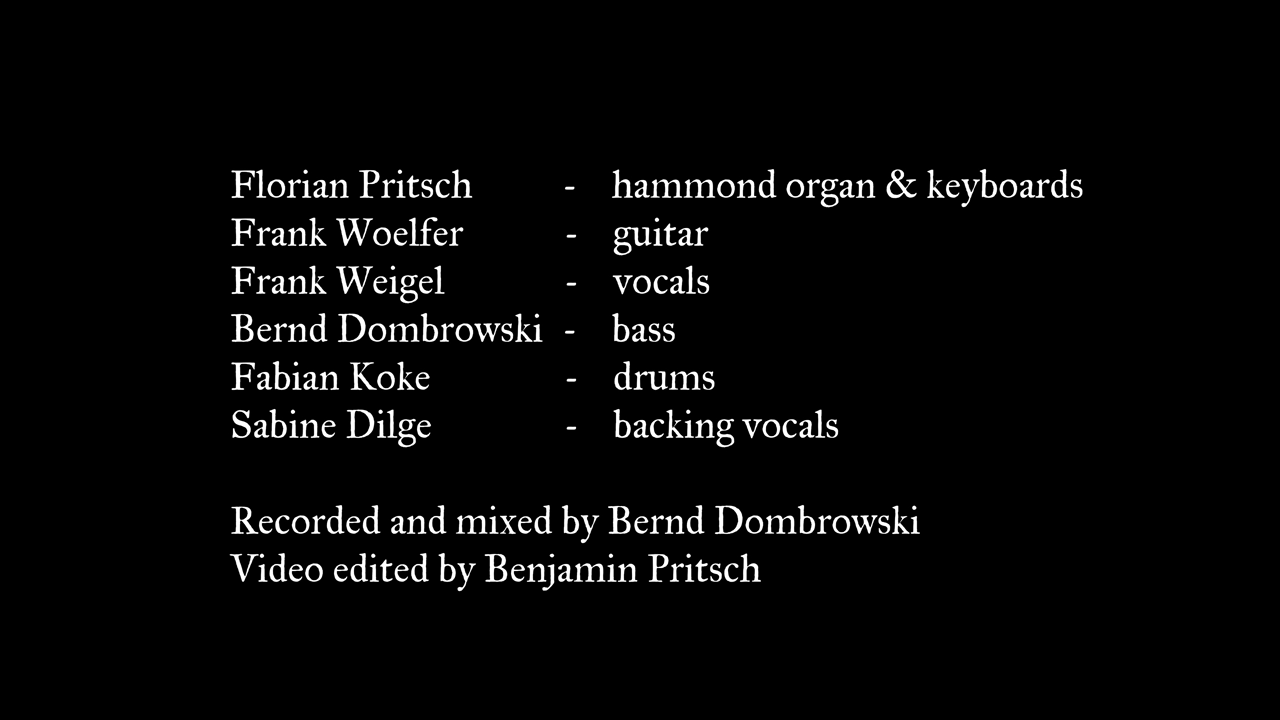 Florian Pritsch - hammond organ & keyboards
Frank Woelfer - guitar
Frank Weigel - vocals
Bernd Dombrowski - bass
Fabian Koke - drums
Sabine Dilge - backing vocals
Recorded and mixed by Bernd Dombrowski
Video edited by Benjamin Pritsch